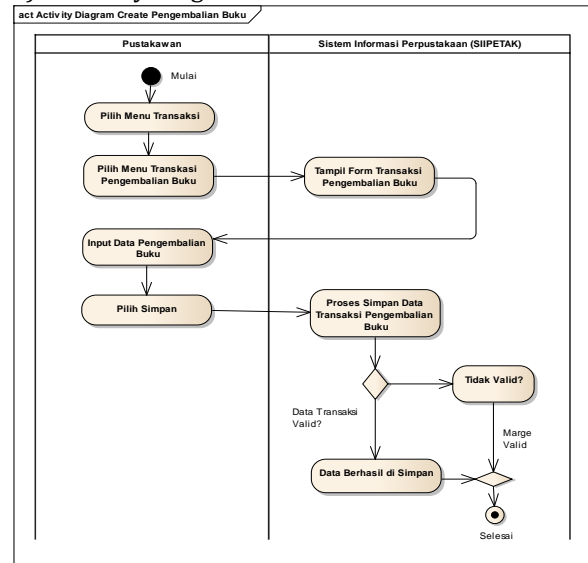 act Activity Diagram Create Pengembalian Buku
Pustakawan
Sistem Informasi Perpustakaan (SIIPETAK)
Mulai
Pilih Menu Transaksi
Pilih Menu Transkasi
Pengembalian Buku
Tampil Form Transaksi
Pengembalian Buku
Input Data Pengembalian
Buku
Pilih Simpan
Proses Simpan Data
Transaksi Pengembalian
Buku
Tidak Valid?
Data Transaksi
Valid?
Marge
Valid
Data Berhasil di Simpan
Selesai